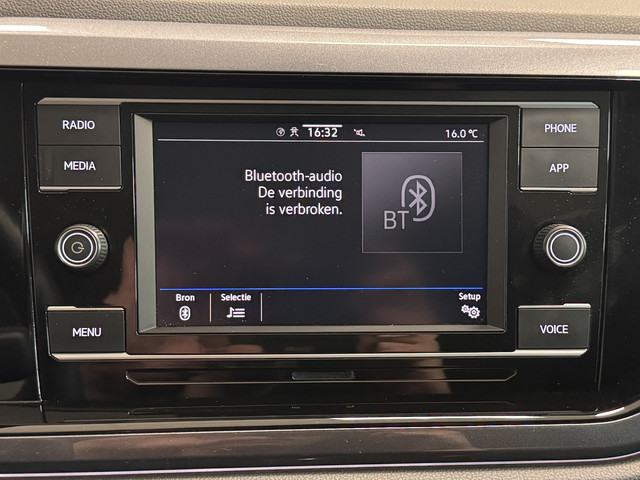 RADIO
MEDIA
MENU
16:32
16.0 °C
Bluetooth-audio
De verbinding
is verbroken.
BT
Bron
Selectie
Setup
PHONE
APP
VOICE